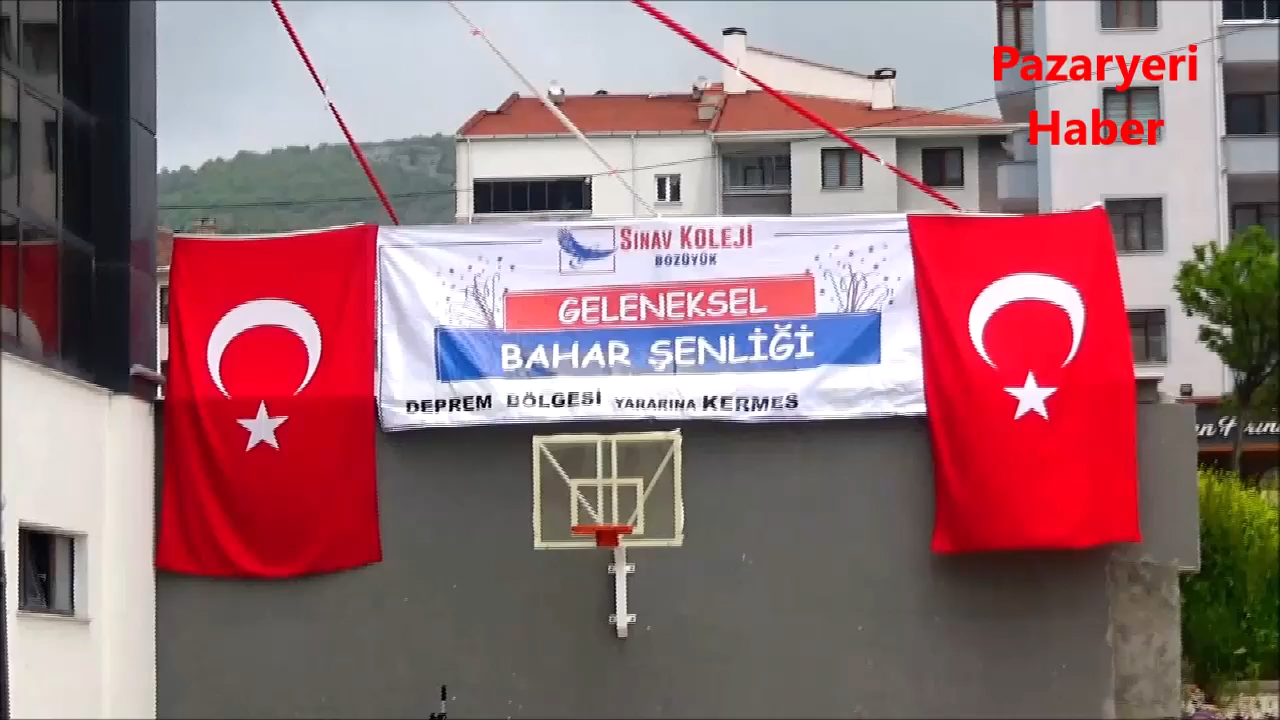 Pazaryeri
Haber
SINAV KOLEJİ
BOZÜYÜK
GELENEKSEL
BAHAR ŞENLİĞİ
DEPREM BÖLGESİ YARARINA KERMES